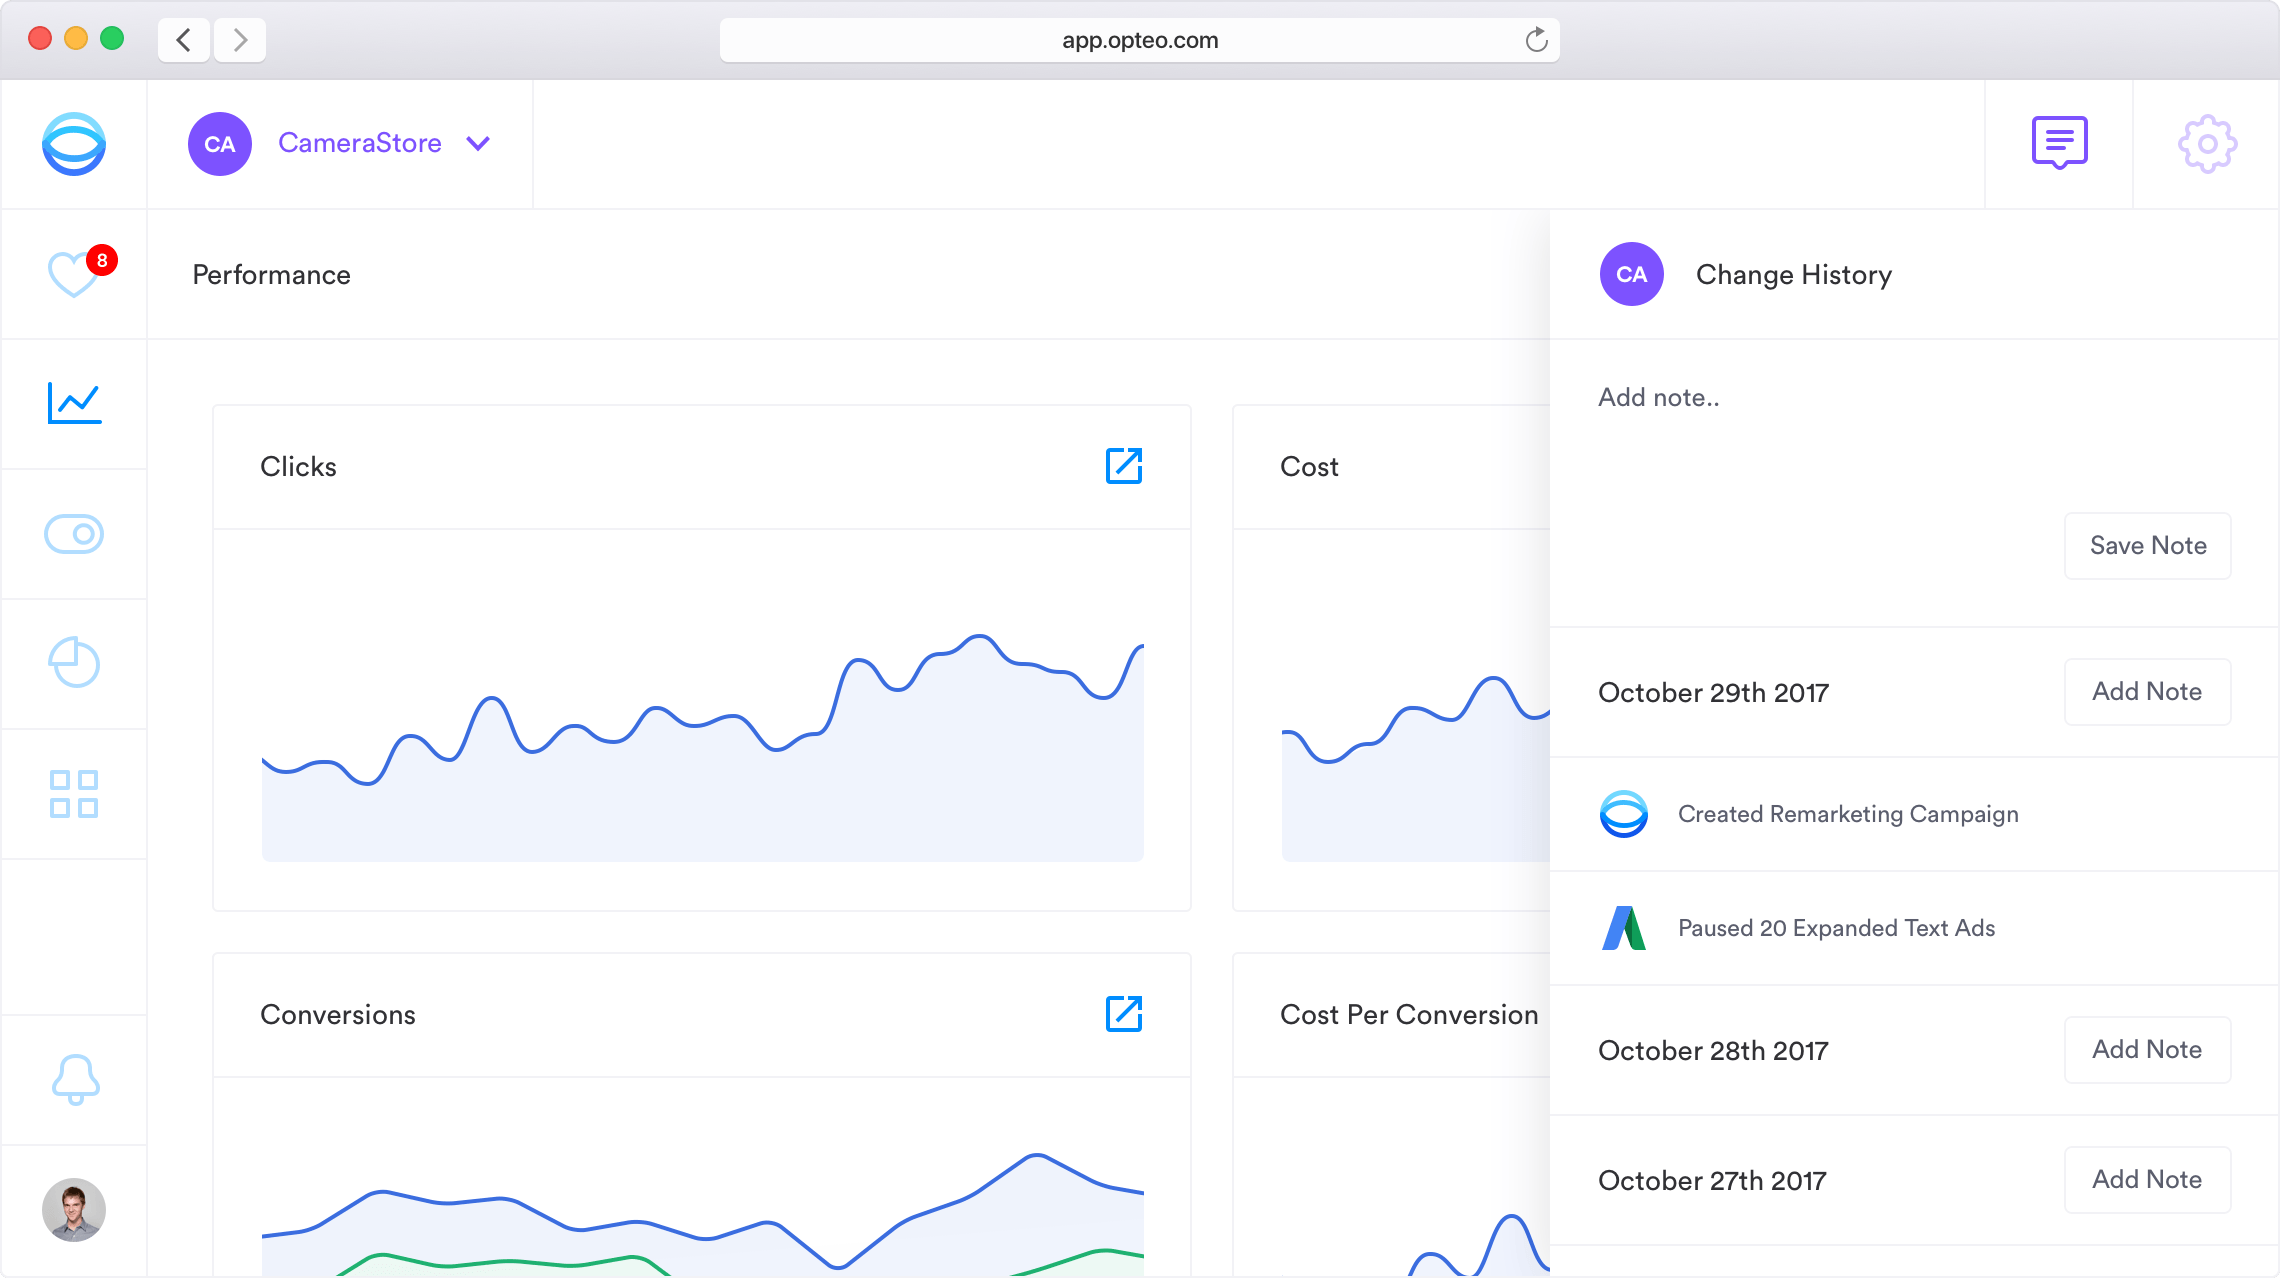 app.opteo.com
CA
CameraStore
8
Performance
CA
Change History
Add note..
Clicks
Cost
Save Note
October 29th 2017
Add Note
Created Remarketing Campaign
Paused 20 Expanded Text Ads
Conversions
Cost Per Conversion
October 28th 2017
Add Note
October 27th 2017
Add Note